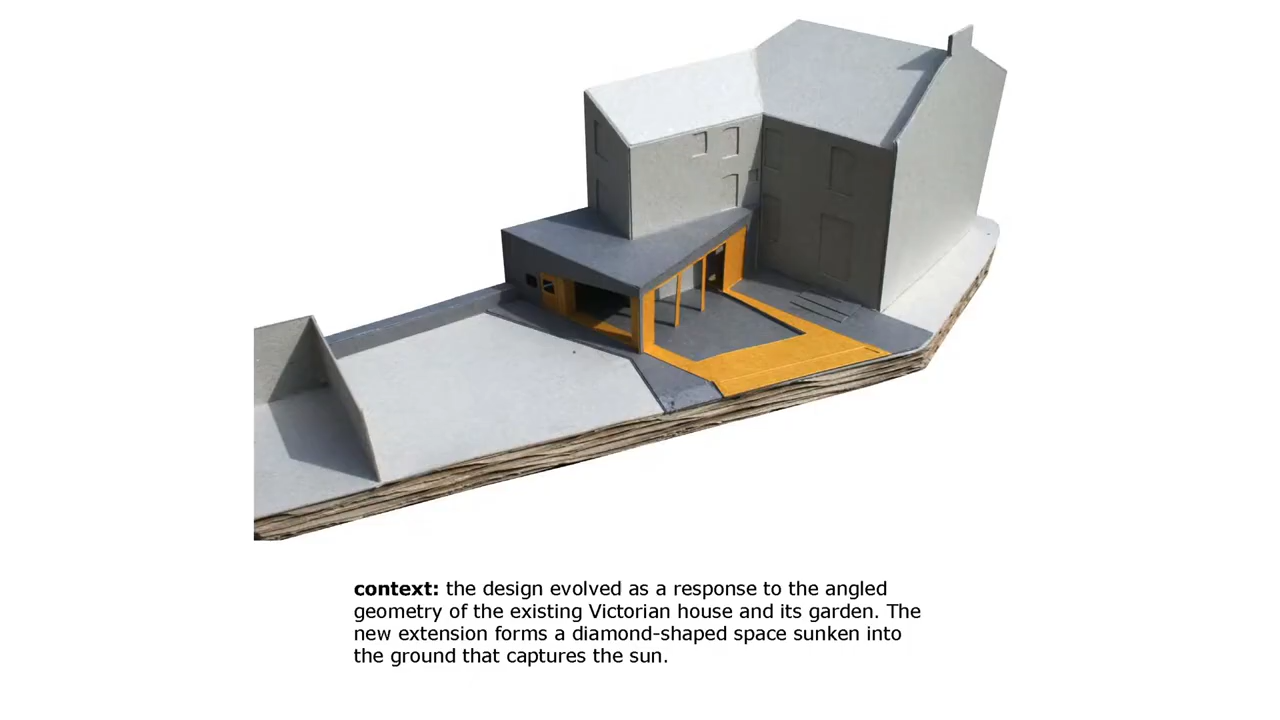 context: the design evolved as a response to the angled
geometry of the existing Victorian house and its garden. The
new extension forms a diamond-shaped space sunken into
the ground that captures the sun.